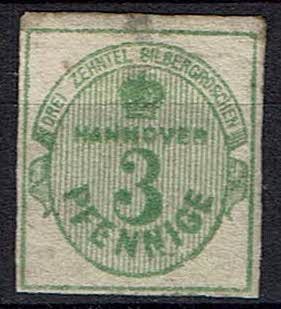 DREI ZEHNTEL SILBERGROSCHEN
HANNOVER
3
PFENNIGE